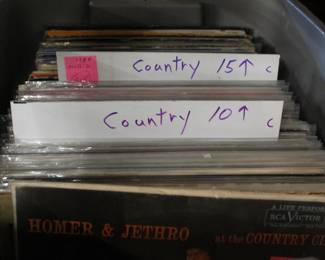 Country 15↑ C
Country 10↑ C
A LIVE PERFOR
RCA VICTOR
HOMER & JETHRO at the COUNTRY CL